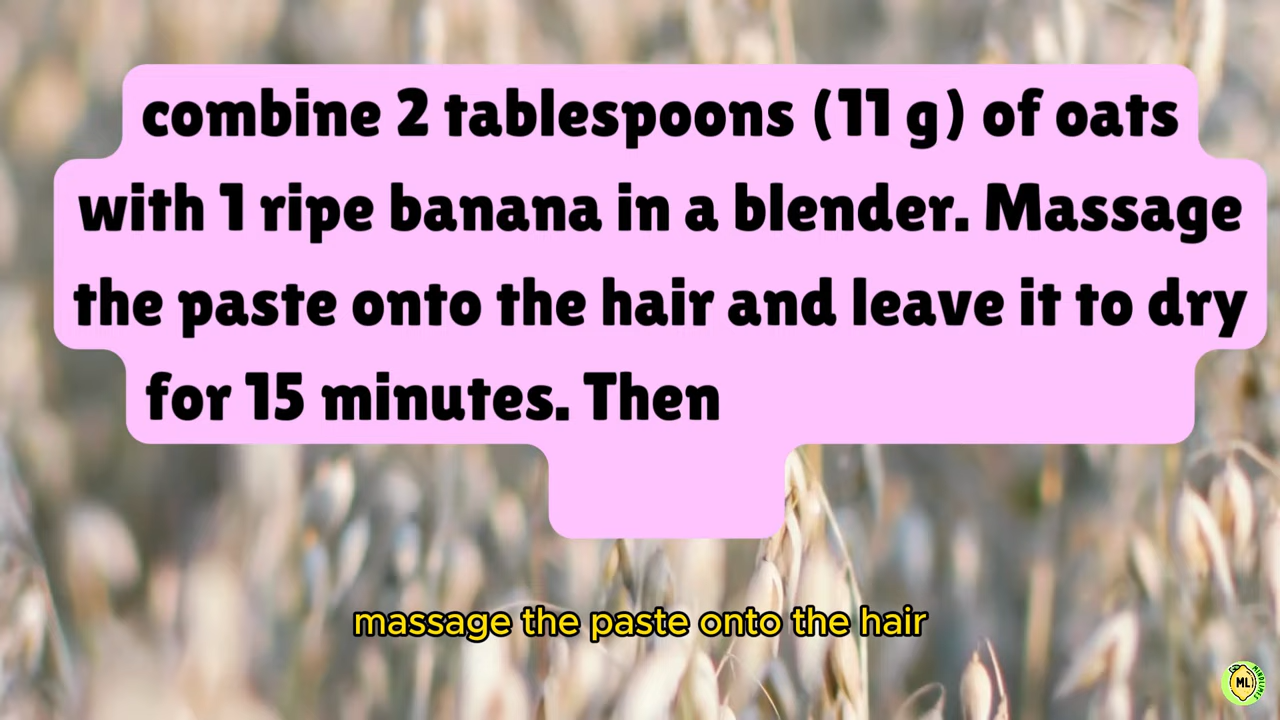 combine 2 tablespoons (11 g) of oats
with 1 ripe banana in a blender. Massage
the paste onto the hair and leave it to dry
for 15 minutes. Then
massage the paste onto the hair
ML